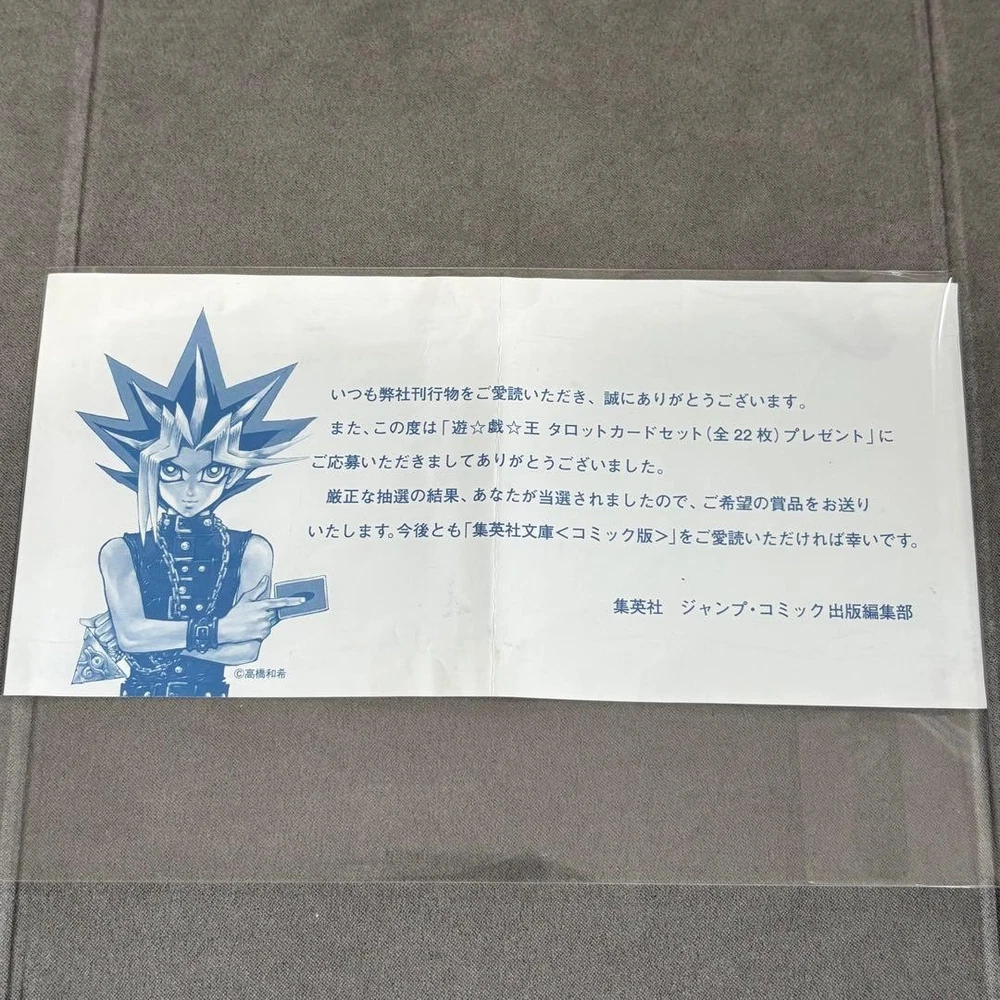 いつも弊社刊行物をご愛読いただき、誠にありがとうございます。
また、この度は「遊☆戯☆王 タロットカードセット(全22枚)プレゼント」に
ご応募いただきましてありがとうございました。
厳正な抽選の結果、あなたが当選されましたので、ご希望の賞品をお送り
いたします。今後とも「集英社文庫<コミック版>」をご愛読いただければ幸いです。
集英社 ジャンプ・コミック出版編集部
©高橋和希